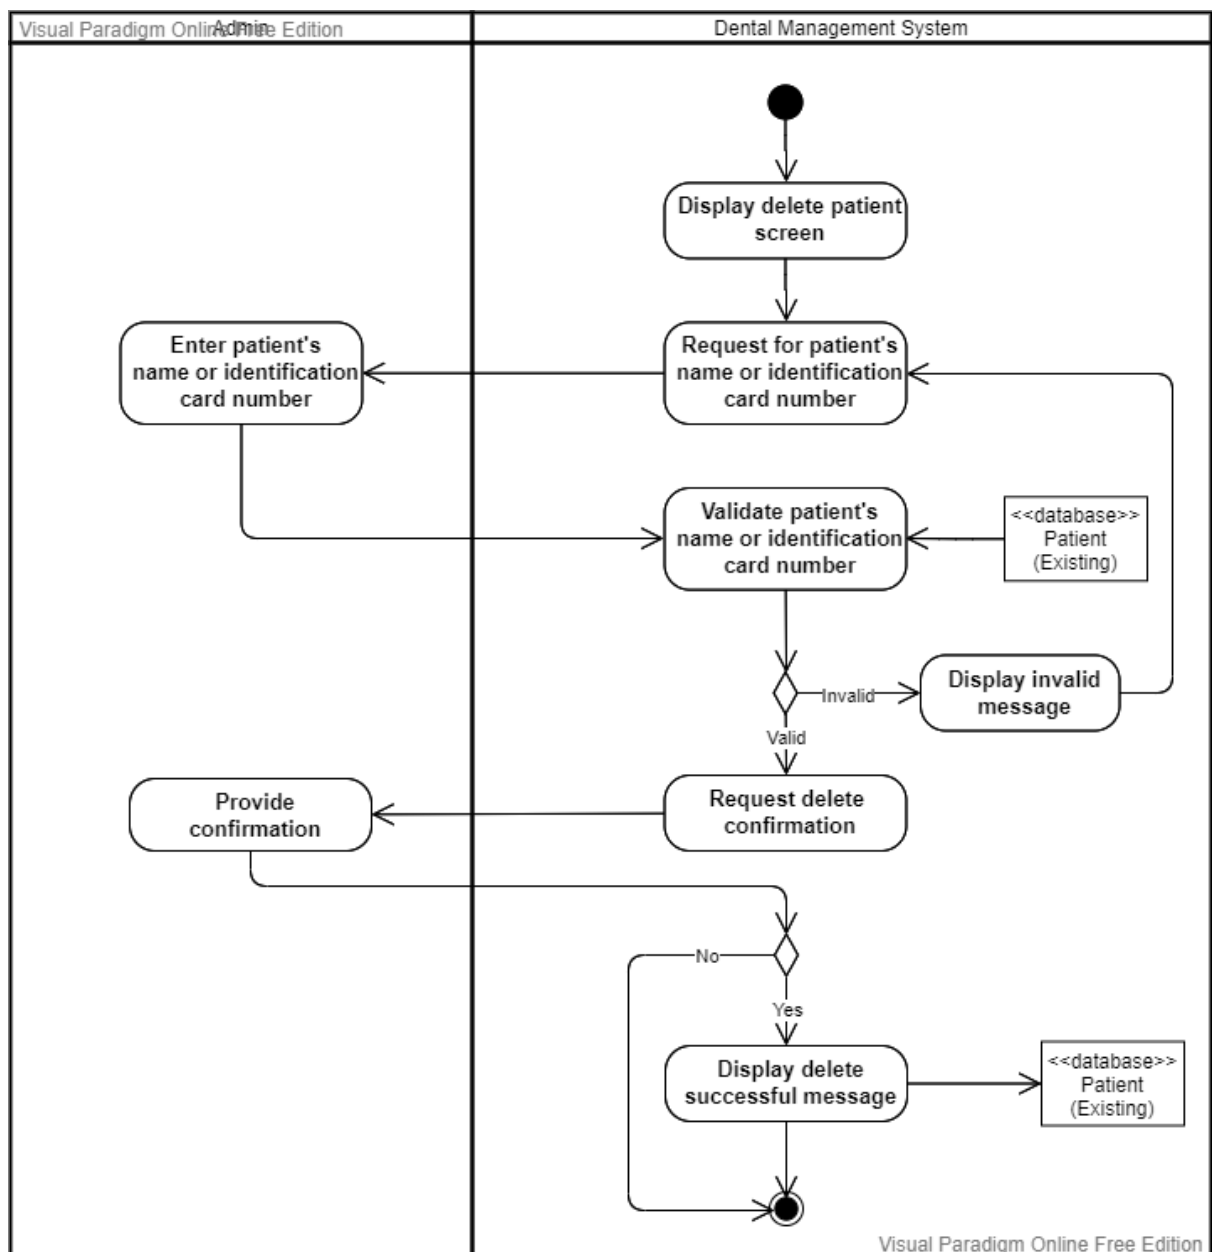 Visual Paradigm Online Free Edition
Admin
Dental Management System
Display delete patient
screen
Enter patient's
name or identification
card number
Request for patient's
name or identification
card number
Validate patient's
name or identification
card number
<<database>>
Patient
(Existing)
Invalid
Display invalid
message
Valid
Provide
confirmation
Request delete
confirmation
No
Yes
Display delete
successful message
<<database>>
Patient
(Existing)
Visual Paradigm Online Free Edition